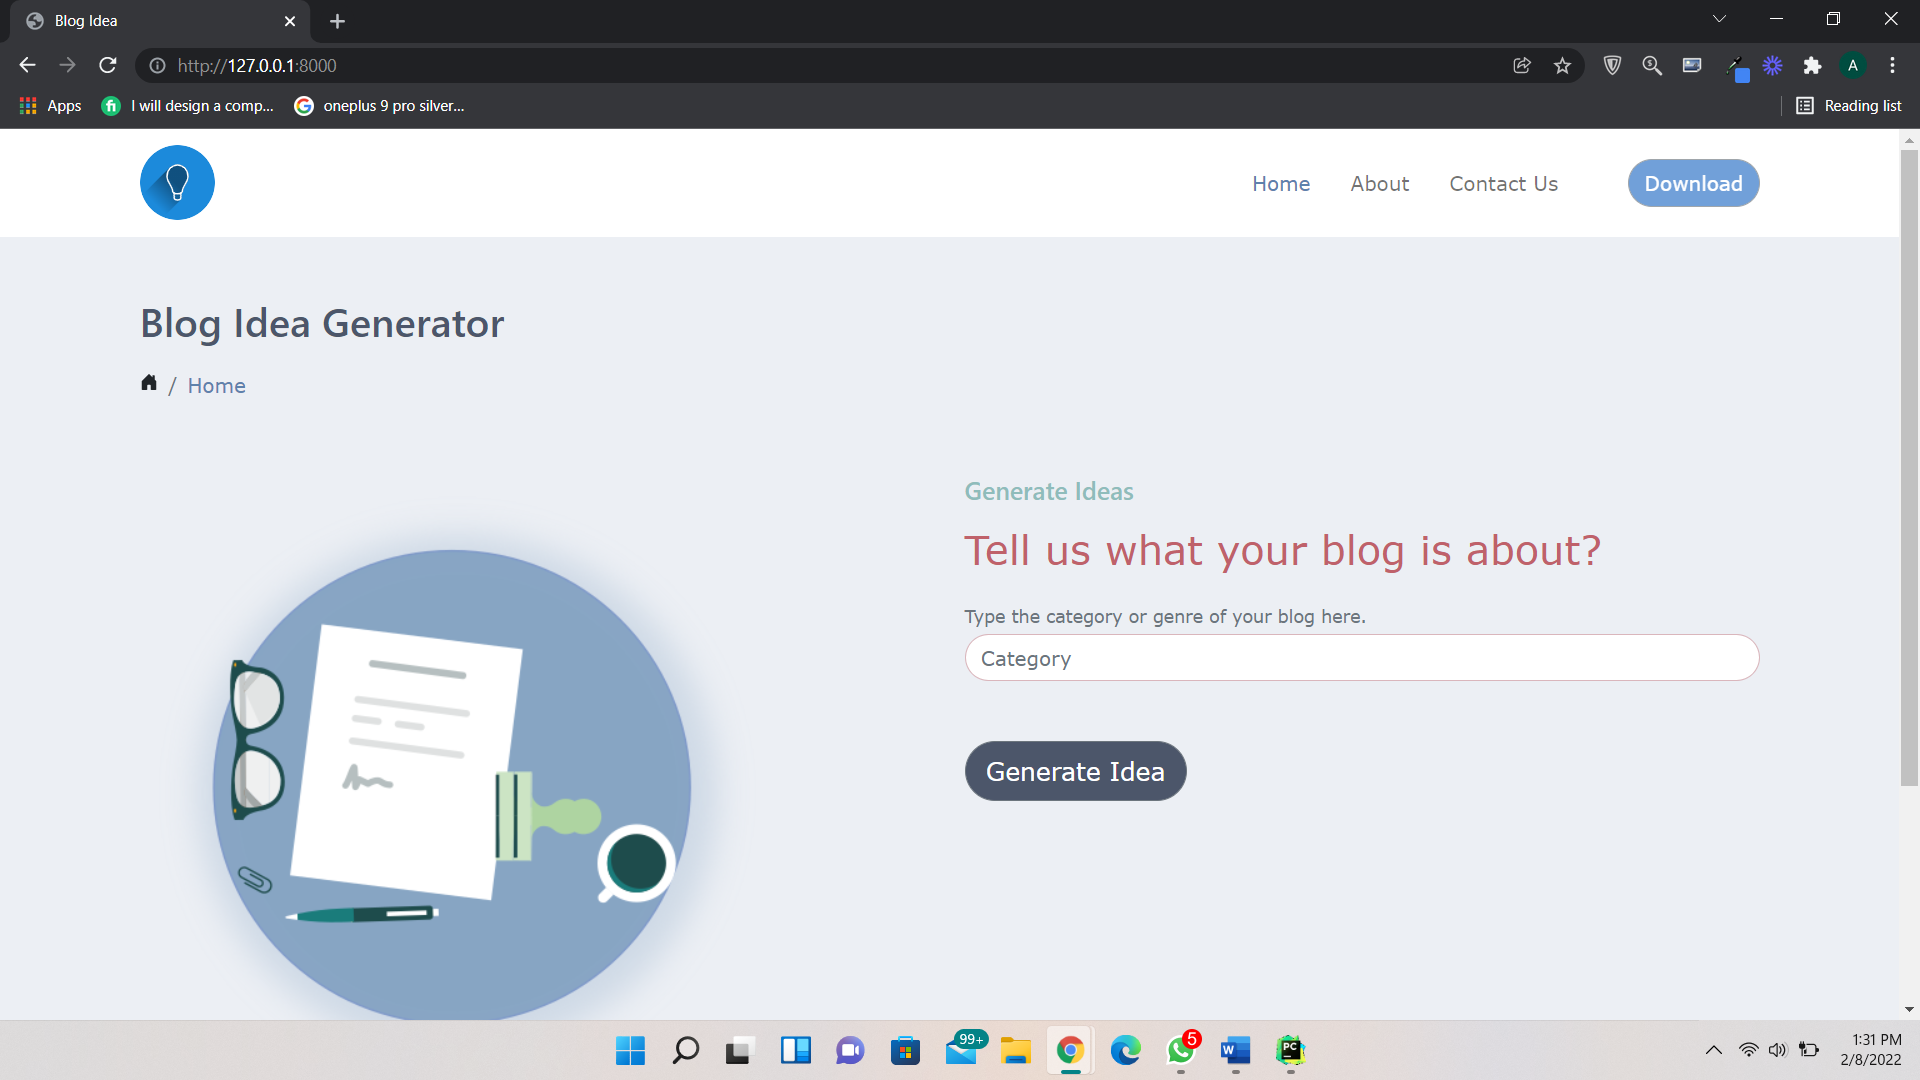 Blog Idea
http://127.0.0.1:8000
A
Apps
I will design a comp...
oneplus 9 pro silver...
Reading list
Home
About
Contact Us
Download
Blog Idea Generator
/ Home
Generate Ideas
Tell us what your blog is about?
Type the category or genre of your blog here.
Category
Generate Idea
99+
5
W
PC
1:31 PM
2/8/2022